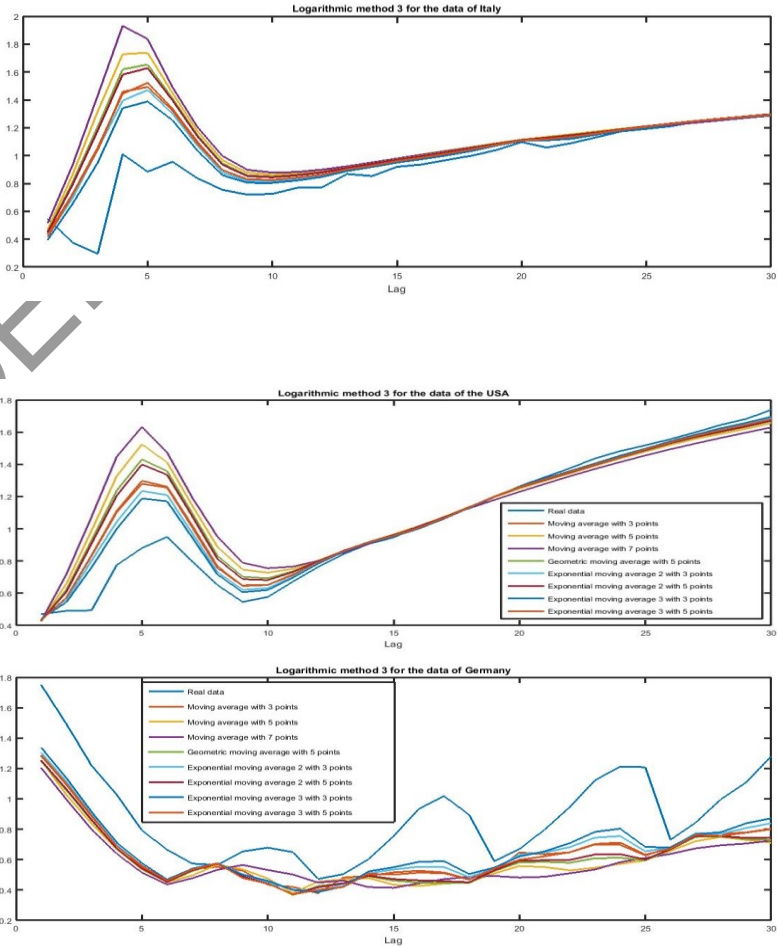 Logarithmic method 3 for the data of Italy
2
1.8
1.6
1.4
1.2
1
0.8
0.6
0.4
0.2
0 5 10 15 20 25 30
Lag
Logarithmic method 3 for the data of the USA
1.8
1.6
1.4
1.2
1
0.8
0.6
0.4
Real data
Moving average with 3 points
Moving average with 5 points
Moving average with 7 points
Geometric moving average with 5 points
Exponential moving average 2 with 3 points
Exponential moving average 2 with 5 points
Exponential moving average 3 with 3 points
Exponential moving average 3 with 5 points
0 5 10 15 20 25 30
Lag
Logarithmic method 3 for the data of Germany
1.8
1.6
1.4
1.2
1
0.8
0.6
0.4
0.2
Real data
Moving average with 3 points
Moving average with 5 points
Moving average with 7 points
Geometric moving average with 5 points
Exponential moving average 2 with 3 points
Exponential moving average 2 with 5 points
Exponential moving average 3 with 3 points
Exponential moving average 3 with 5 points
0 5 10 15 20 25 30
Lag